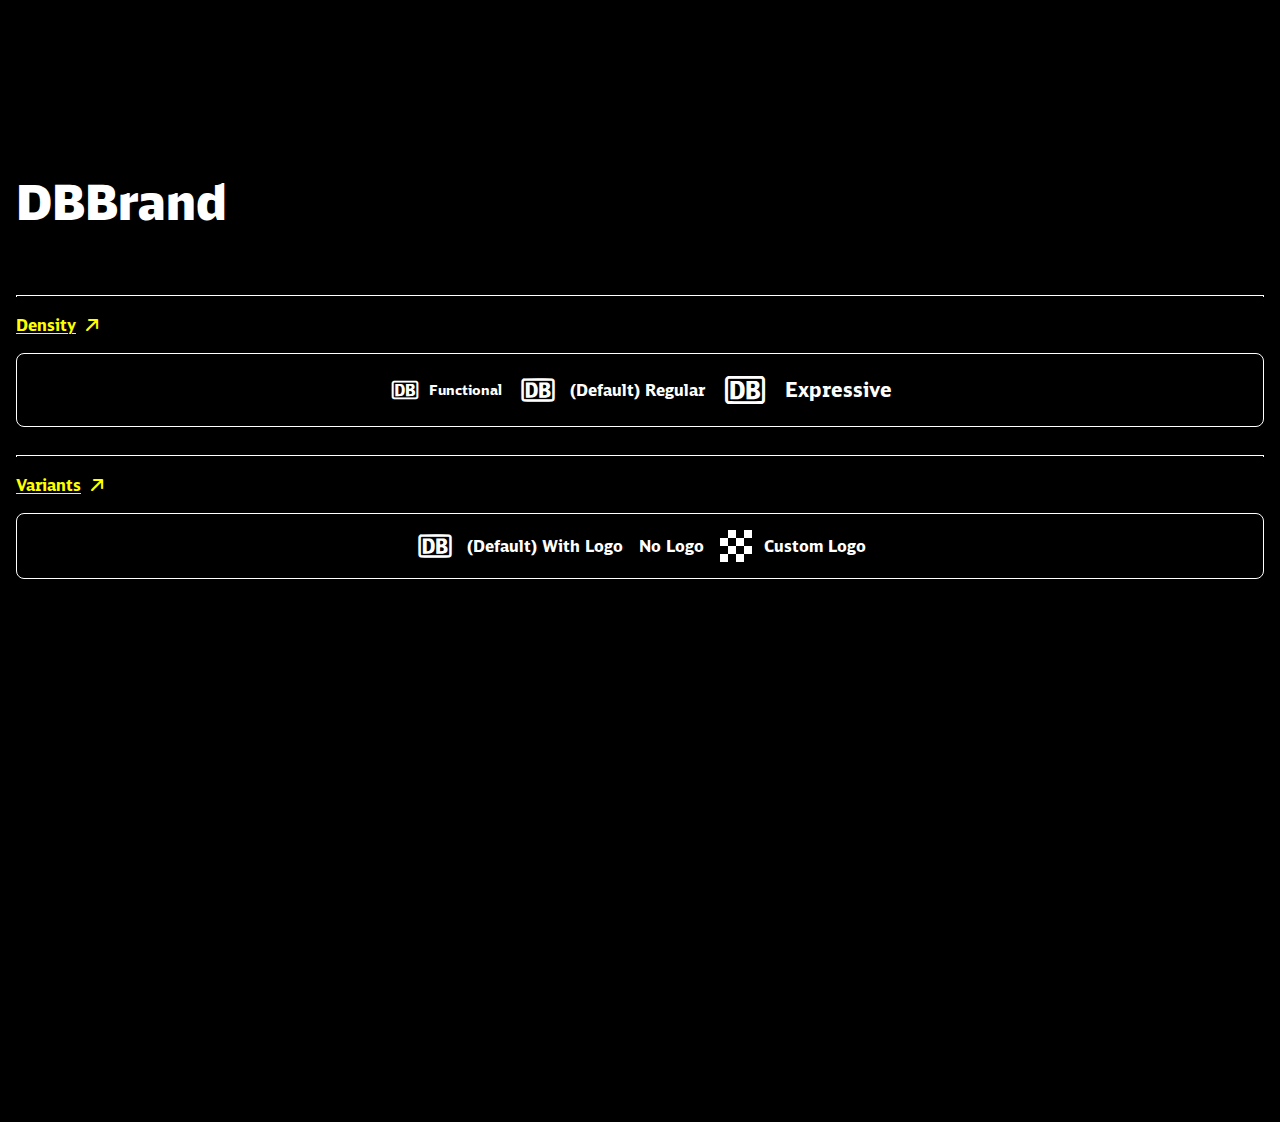 DBBrand
Density
DB Functional DB (Default) Regular DB Expressive
Variants
DB (Default) With Logo No Logo Custom Logo